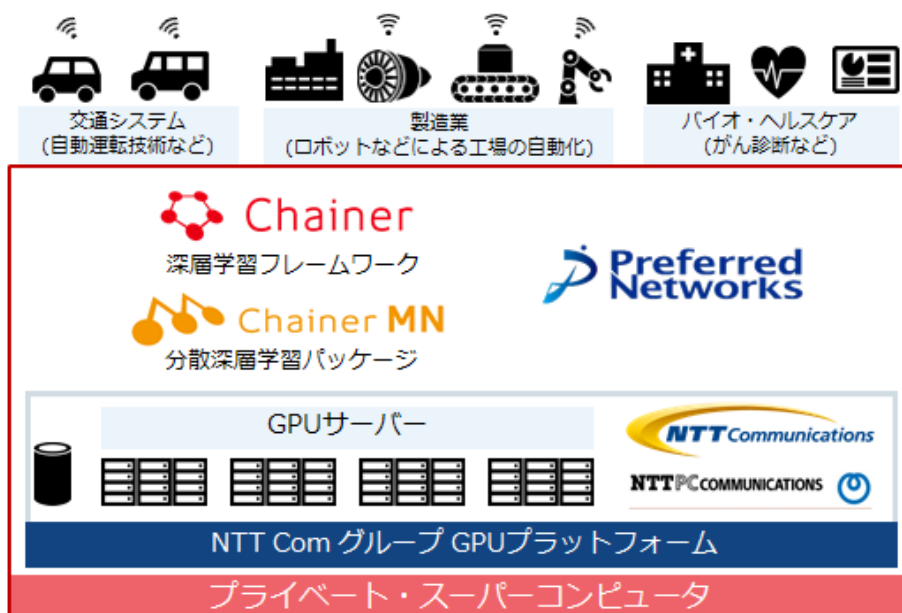 交通システム
(自動運転技術など)
製造業
(ロボットなどによる工場の自動化)
バイオ・ヘルスケア
(がん診断など)
Chainer
深層学習フレームワーク
Chainer MN
分散深層学習パッケージ
Preferred
Networks
GPUサーバー
NTT Communications
NTTPC COMMUNICATIONS
NTT Com グループ GPUプラットフォーム
プライベート・スーパーコンピュータ